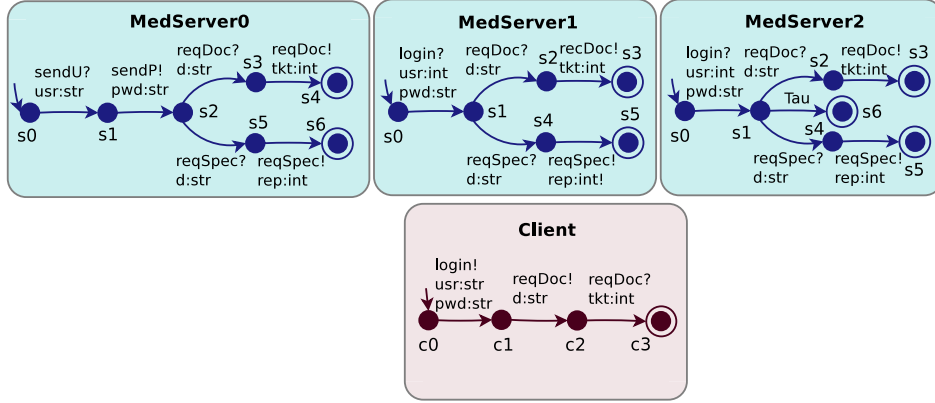 MedServer0
sendU?
usr:str
sendP!
pwd:str
reqDoc?
d:str
s3
reqDoc!
tkt:int
s4
s0
s1
s2
s5
s6
reqSpec?
d:str
reqSpec!
rep:int
MedServer1
login?
usr:int
pwd:str
reqDoc?
d:str
s2
recDoc!
tkt:int
s3
s0
s1
s4
s5
reqSpec?
d:str
reqSpec!
rep:int!
MedServer2
login?
usr:int
pwd:str
reqDoc?
d:str
s2
reqDoc!
tkt:int
s3
Tau
s6
s0
s1
s4
reqSpec?
d:str
reqSpec!
rep:int
s5
Client
login!
usr:str
pwd:str
reqDoc!
d:str
reqDoc?
tkt:int
c0
c1
c2
c3